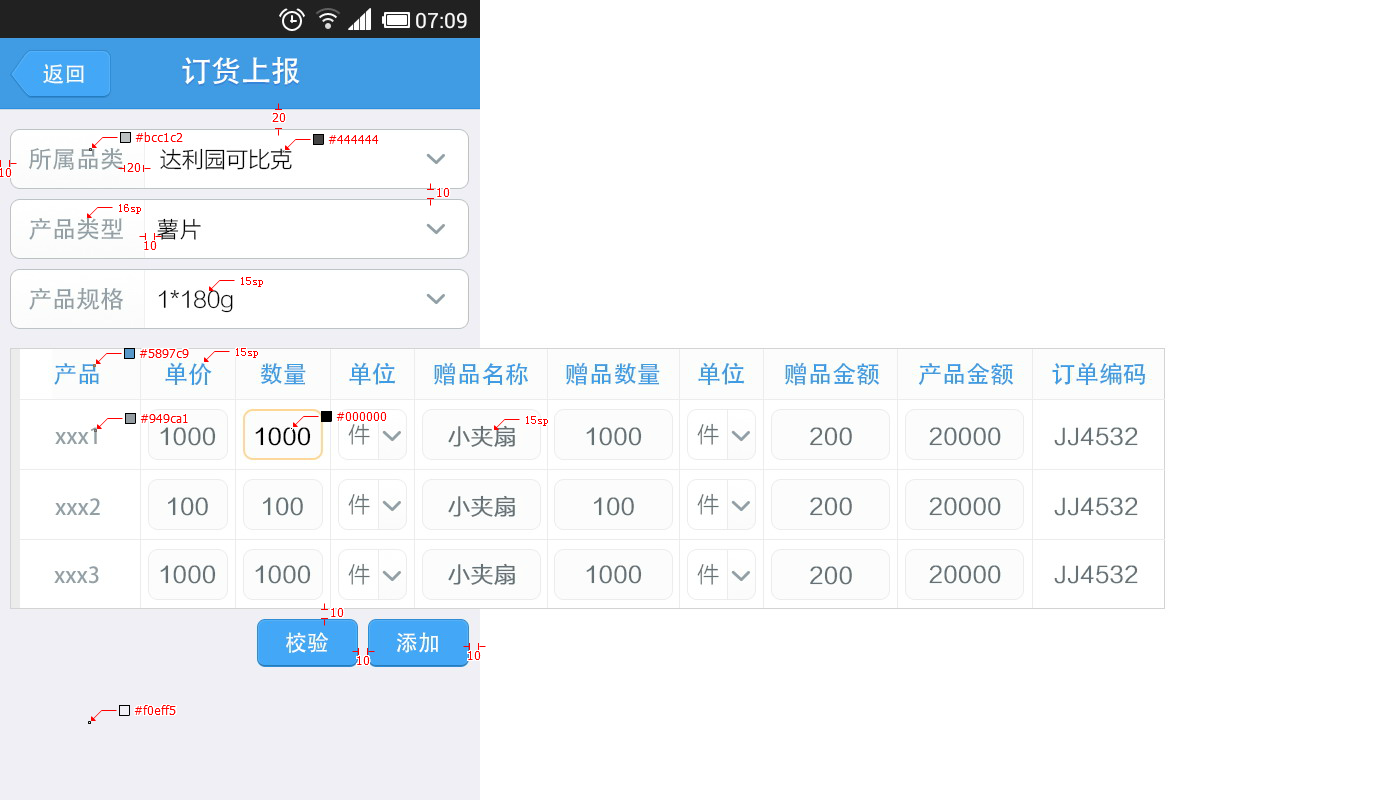 07:09
返回 订货上报
20
#bcc1c2 #444444
所属品类 20 达利园可比克
10
10
16sp
产品类型 薯片
10
15sp
产品规格 1*180g
#5897c9 15sp
产品 单价 数量 单位 赠品名称 赠品数量 单位 赠品金额 产品金额 订单编码
#949ca1 #000000 15sp
xxx1 1000 1000 件 小夹扇 1000 件 200 20000 JJ4532
xxx2 100 100 件 小夹扇 100 件 200 20000 JJ4532
xxx3 1000 1000 件 小夹扇 1000 件 200 20000 JJ4532
10
校验 添加
10 10
#f0eff5